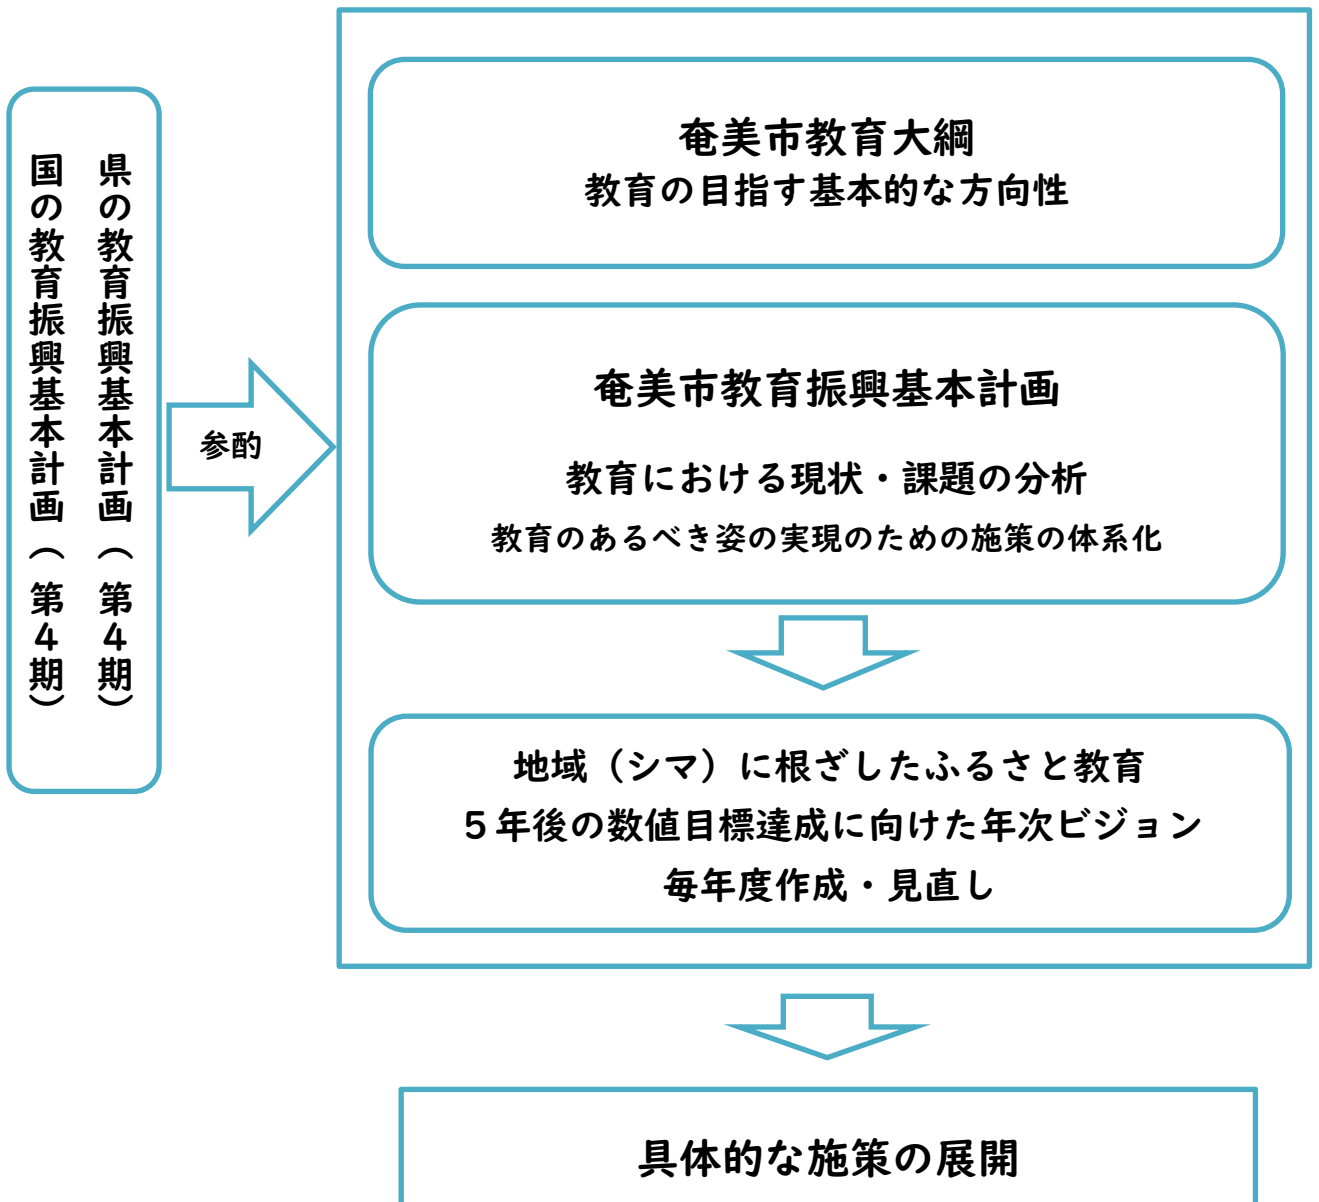 県の教育振興基本計画（第４期）
国の教育振興基本計画（第４期）
参酌
奄美市教育大綱
教育の目指す基本的な方向性
奄美市教育振興基本計画
教育における現状・課題の分析
教育のあるべき姿の実現のための施策の体系化
地域（シマ）に根ざしたふるさと教育
５年後の数値目標達成に向けた年次ビジョン
毎年度作成・見直し
具体的な施策の展開